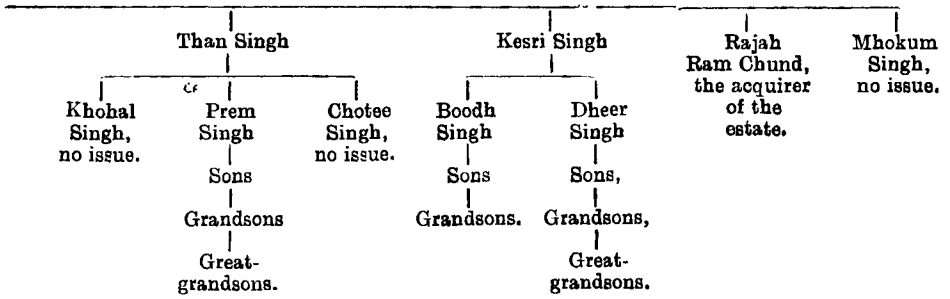 Than Singh
Kesri Singh
Rajah
Ram Chund,
the acquirer
of the
estate.
Mhokum
Singh,
no issue.
Khohal
Singh,
no issue.
Prem
Singh
Chotee
Singh,
no issue.
Boodh
Singh
Dheer
Singh
Sons
Sons
Sons,
Grandsons
Grandsons.
Grandsons,
Great-
grandsons.
Great-
grandsons.